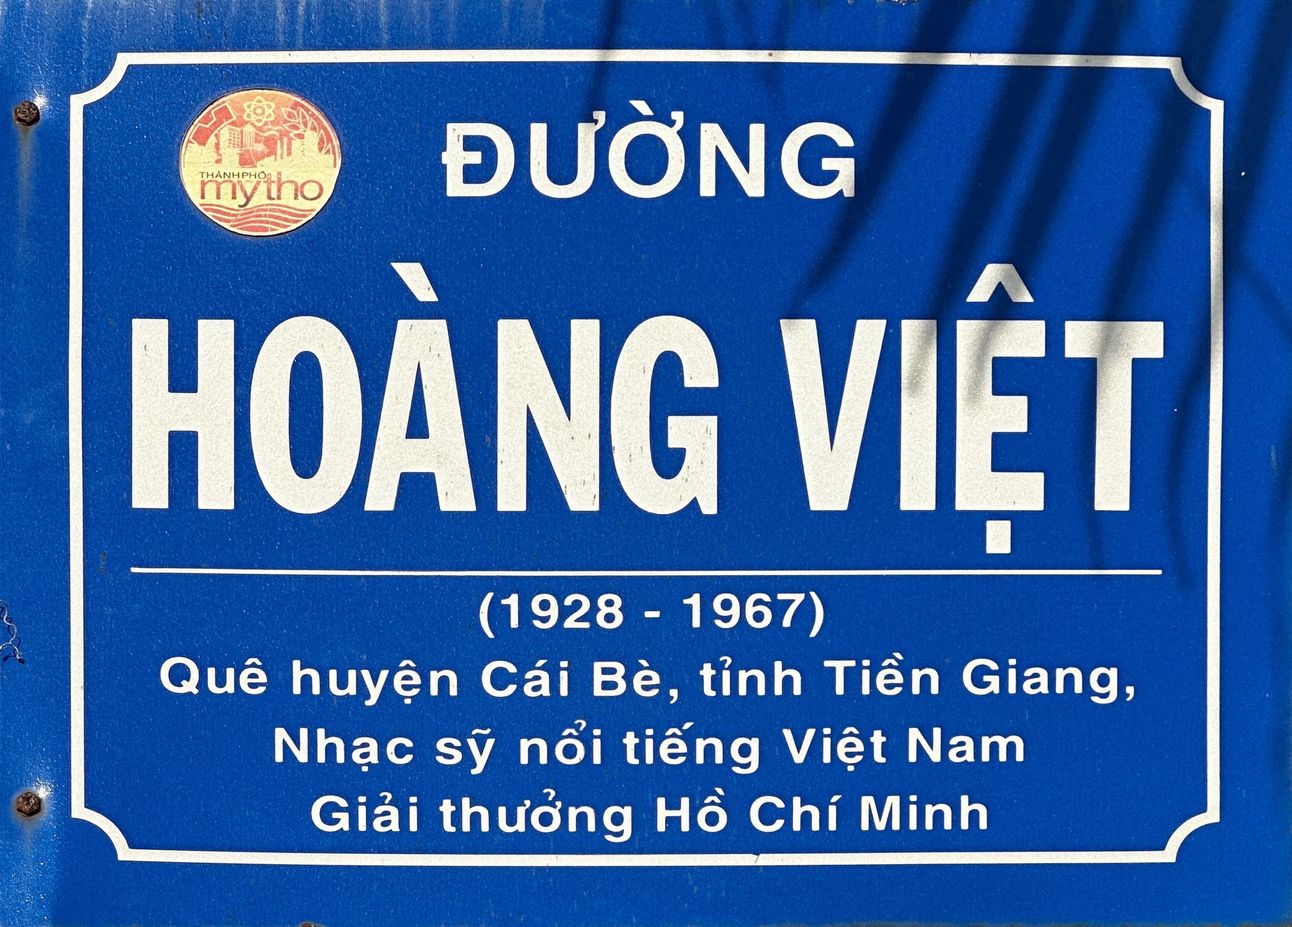 THÀNH PHỐ
mytho
ĐƯỜNG
HOÀNG VIỆT
(1928 - 1967)
Quê huyện Cái Bè, tỉnh Tiền Giang,
Nhạc sỹ nổi tiếng Việt Nam
Giải thưởng Hồ Chí Minh